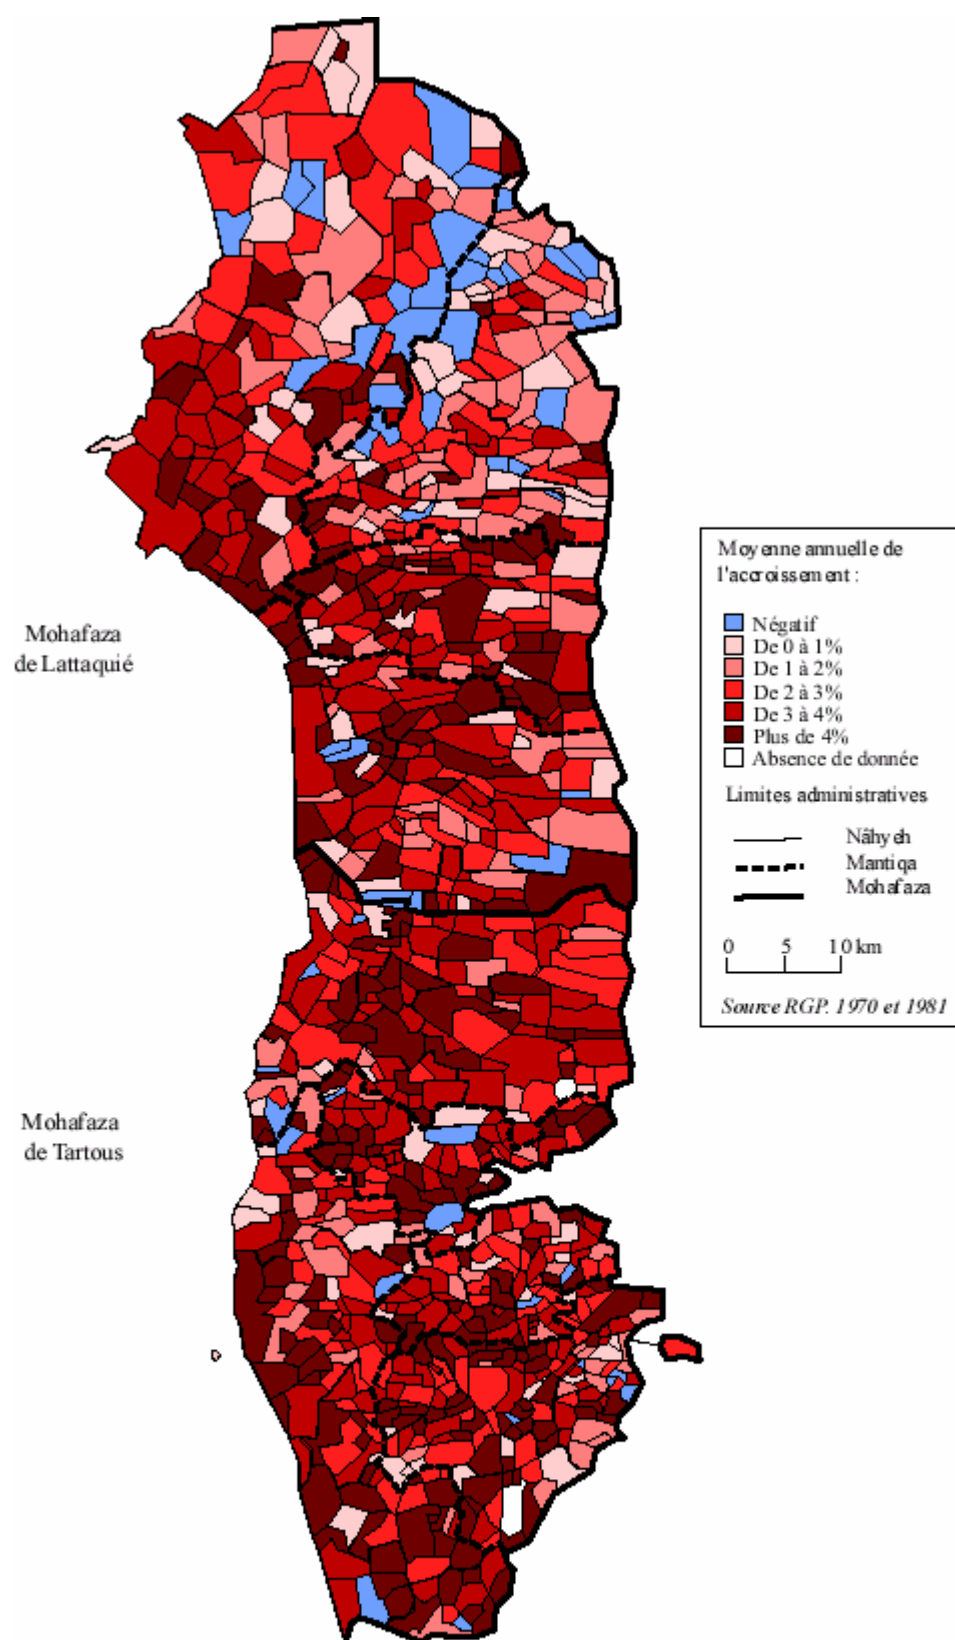 Moyenne annuelle de
l'accroissement :
Négatif
De 0 à 1%
De 1 à 2%
De 2 à 3%
De 3 à 4%
Plus de 4%
Absence de donnée
Limites administratives
Nâhyeh
Mantiqa
Mohafaza
0 5 10 km
Source RGP. 1970 et 1981
Mohafaza
de Lattaquié
Mohafaza
de Tartous